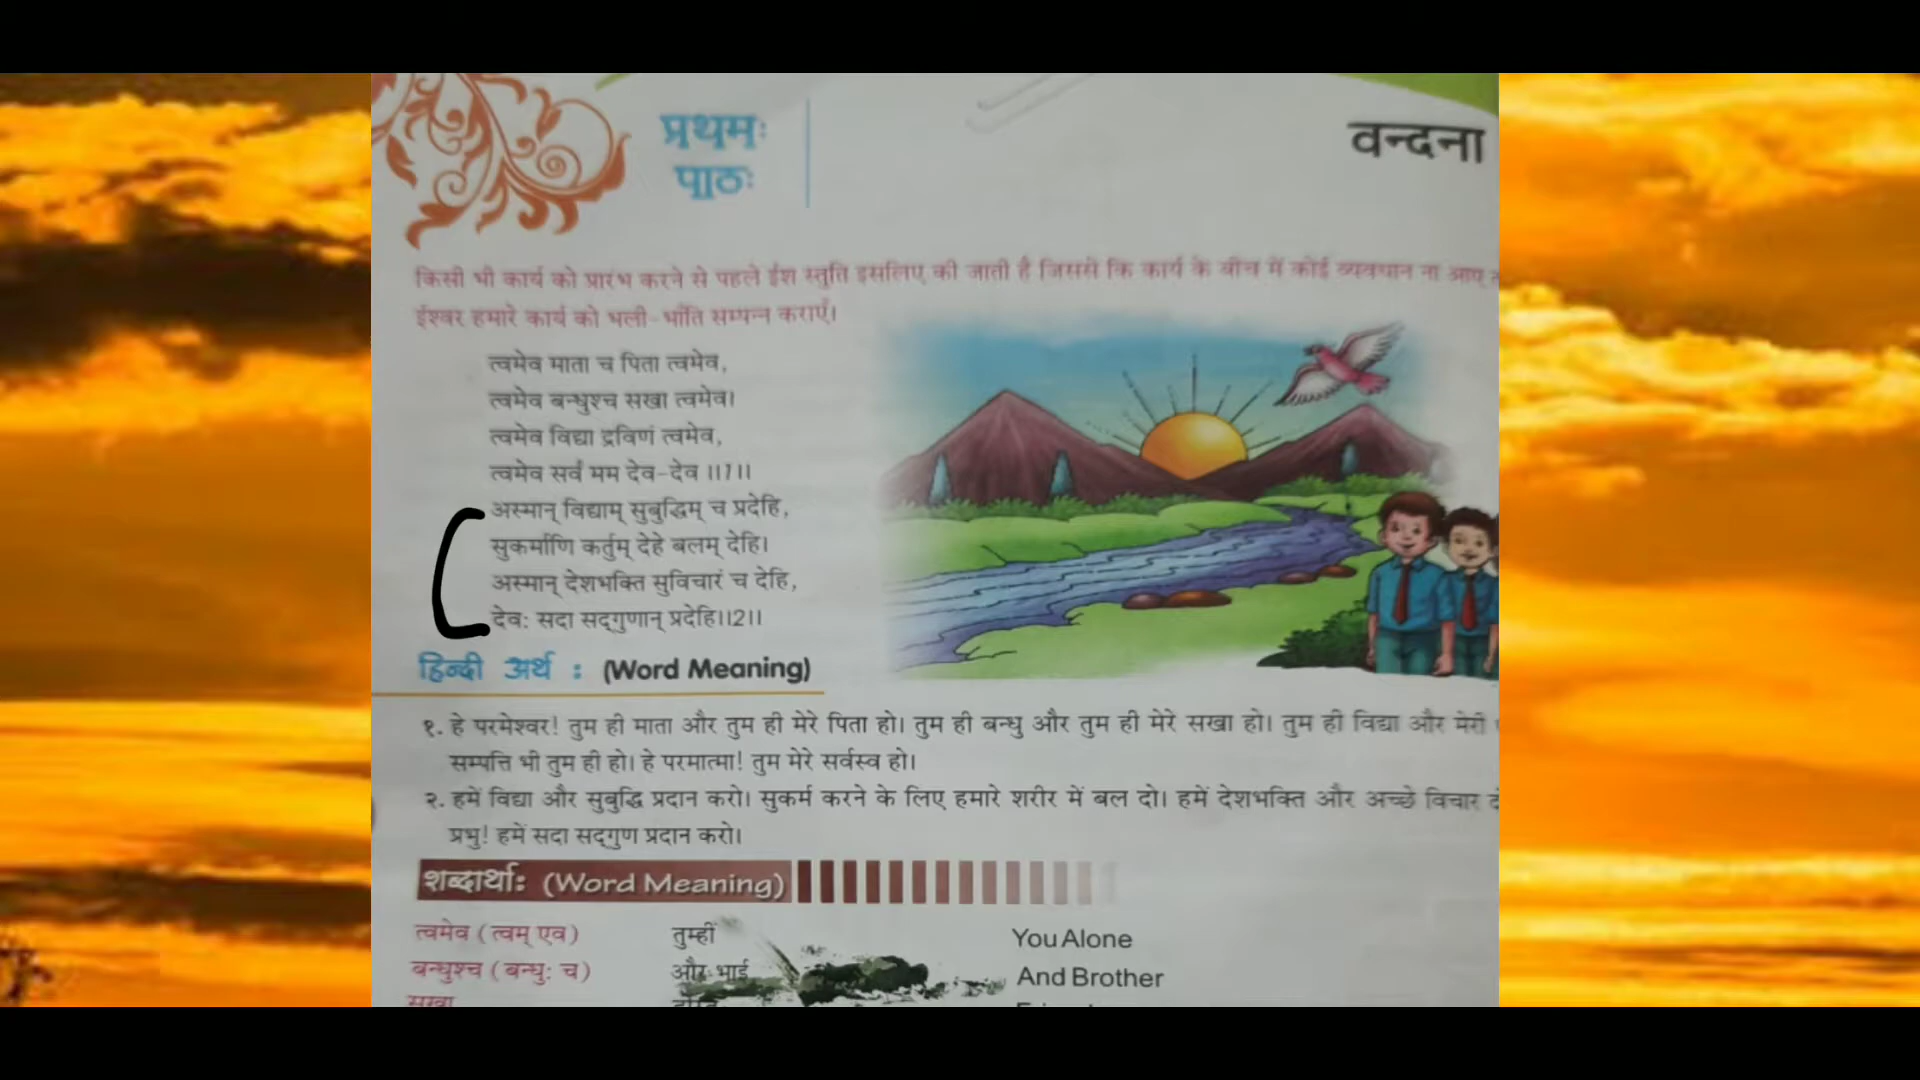 प्रथमः
पाठः
वन्दना
किसी भी कार्य को प्रारंभ करने से पहले ईश स्तुति इसलिए की जाती है जिससे कि कार्य के बीच में कोई व्यवधान ना आए
ईश्वर हमारे कार्य को भली-भाँति सम्पन्न कराएँ।
त्वमेव माता च पिता त्वमेव,
त्वमेव बन्धुश्च सखा त्वमेव।
त्वमेव विद्या द्रविणं त्वमेव,
त्वमेव सर्वं मम देव-देव ।।1।।
अस्मान् विद्याम् सुबुद्धिम् च प्रदेहि,
सुकर्माणि कर्तुम् देहे बलम् देहि।
अस्मान् देशभक्ति सुविचारं च देहि,
देवः सदा सद्गुणान् प्रदेहि।।2।।
हिन्दी अर्थ : (Word Meaning)
१. हे परमेश्वर! तुम ही माता और तुम ही मेरे पिता हो। तुम ही बन्धु और तुम ही मेरे सखा हो। तुम ही विद्या और मेरी
सम्पत्ति भी तुम ही हो। हे परमात्मा! तुम मेरे सर्वस्व हो।
२. हमें विद्या और सुबुद्धि प्रदान करो। सुकर्म करने के लिए हमारे शरीर में बल दो। हमें देशभक्ति और अच्छे विचार
प्रभु! हमें सदा सद्गुण प्रदान करो।
शब्दार्थाः (Word Meaning)
त्वमेव (त्वम् एव) तुम्हीं You Alone
बन्धुश्च (बन्धुः च) और भाई And Brother